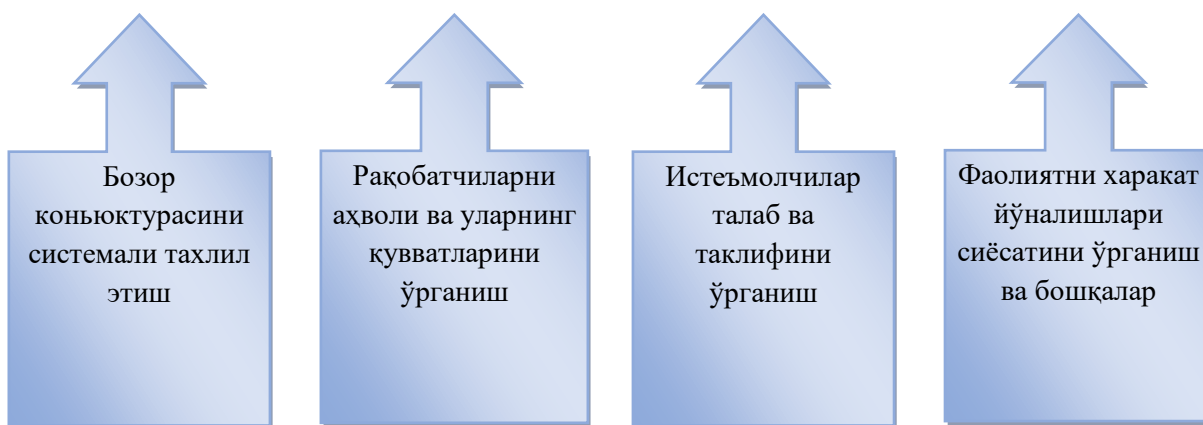 Бозор
коньюктурасини
системали тахлил
этиш
Рақобатчиларни
аҳволи ва уларнинг
қувватларини
ўрганиш
Истеъмолчилар
талаб ва
таклифини
ўрганиш
Фаолиятни харакат
йўналишлари
сиёсатини ўрганиш
ва бошқалар